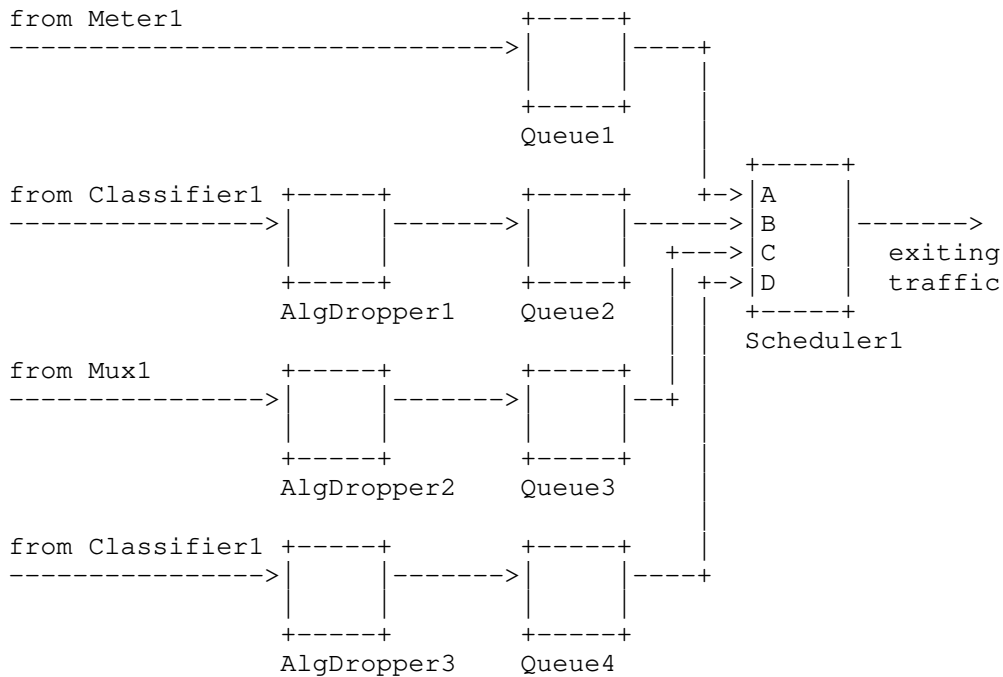 from Meter1
Queue1
from Classifier1
A
B
C
D
exiting
traffic
AlgDropper1
Queue2
Scheduler1
from Mux1
AlgDropper2
Queue3
from Classifier1
AlgDropper3
Queue4